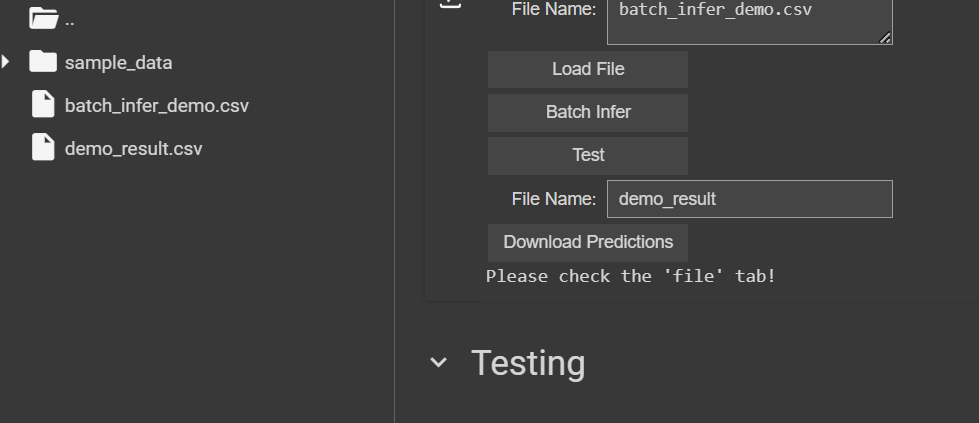 ..
sample_data
batch_infer_demo.csv
demo_result.csv
File Name: batch_infer_demo.csv
Load File
Batch Infer
Test
File Name: demo_result
Download Predictions
Please check the 'file' tab!
Testing